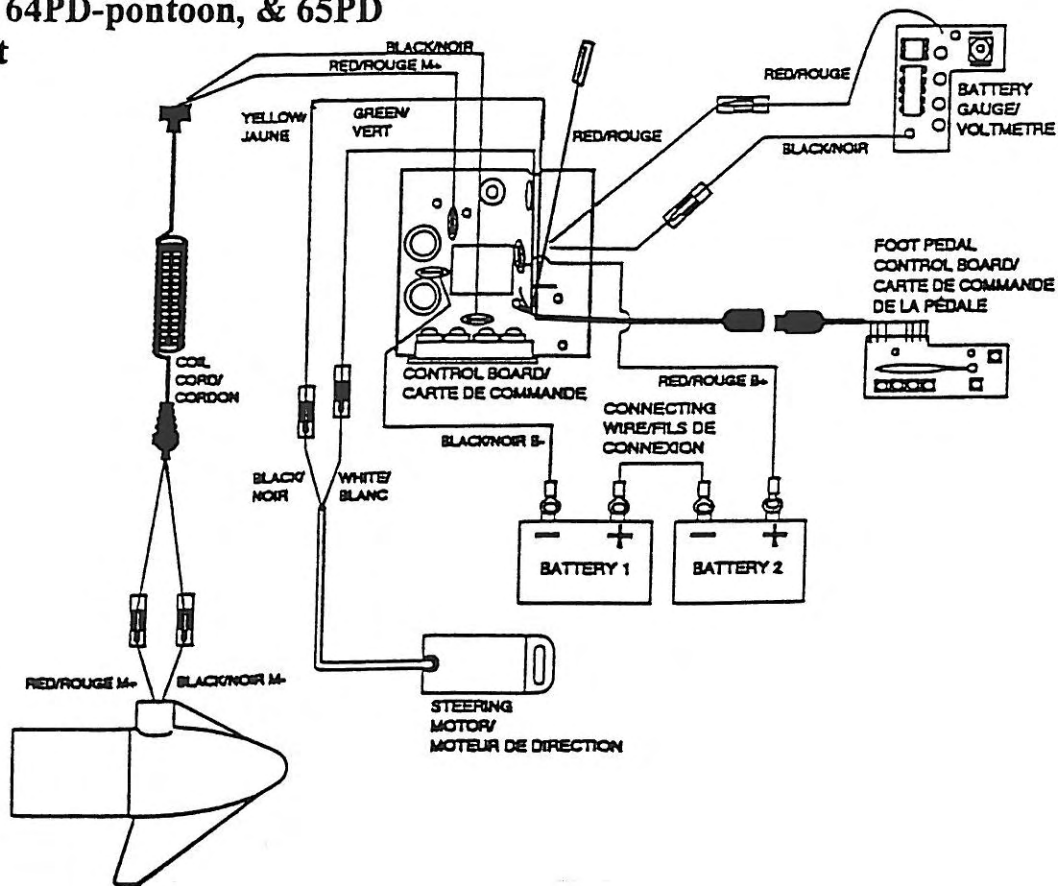 64PD-pontoon, & 65PD
t
BLACK/NOIR
RED/ROUGE M+
YELLOW/
JAUNE
GREEN/
VERT
RED/ROUGE
RED/ROUGE
BLACK/NOIR
BATTERY
GAUGE/
VOLTMETRE
FOOT PEDAL
CONTROL BOARD/
CARTE DE COMMANDE
DE LA PÉDALE
COIL
CORD/
CORDON
CONTROL BOARD/
CARTE DE COMMANDE
RED/ROUGE B+
CONNECTING
WIRE/FILS DE
CONNEXION
BLACK/NOIR B-
BLACK/
NOIR
WHITE/
BLANC
− + − +
BATTERY 1
BATTERY 2
RED/ROUGE M+
BLACK/NOIR M-
STEERING
MOTOR/
MOTEUR DE DIRECTION